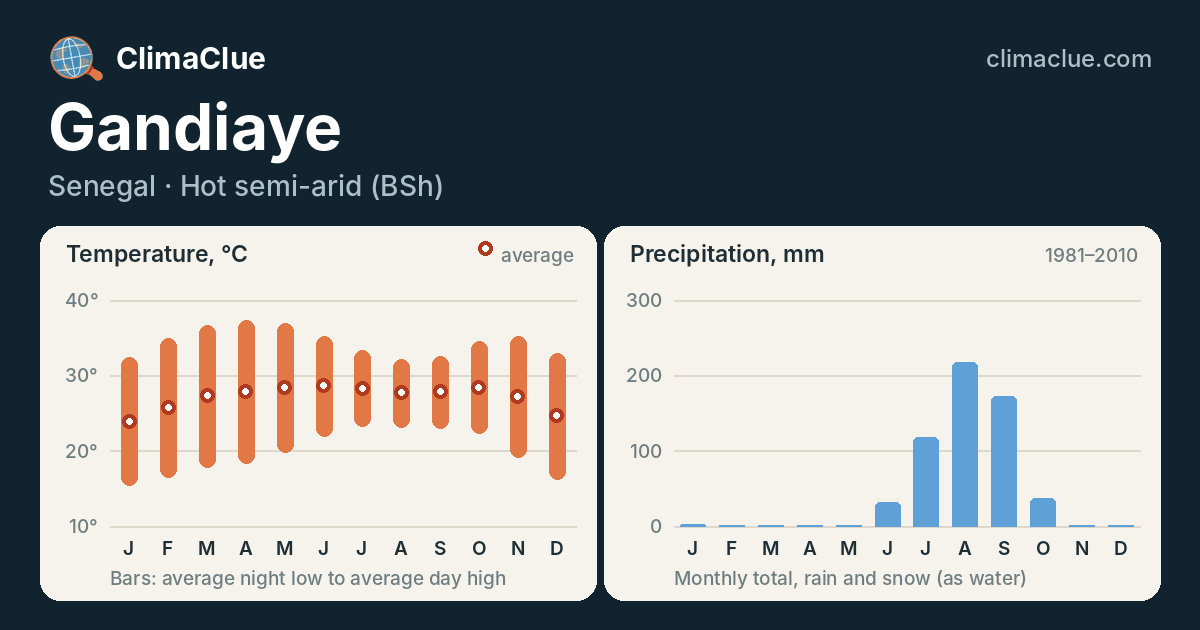 ClimaClue
climaclue.com
Gandiaye
Senegal · Hot semi-arid (BSh)
Temperature, °C
average
40°
30°
20°
10°
J F M A M J J A S O N D
Bars: average night low to average day high
Precipitation, mm
1981–2010
300
200
100
0
J F M A M J J A S O N D
Monthly total, rain and snow (as water)